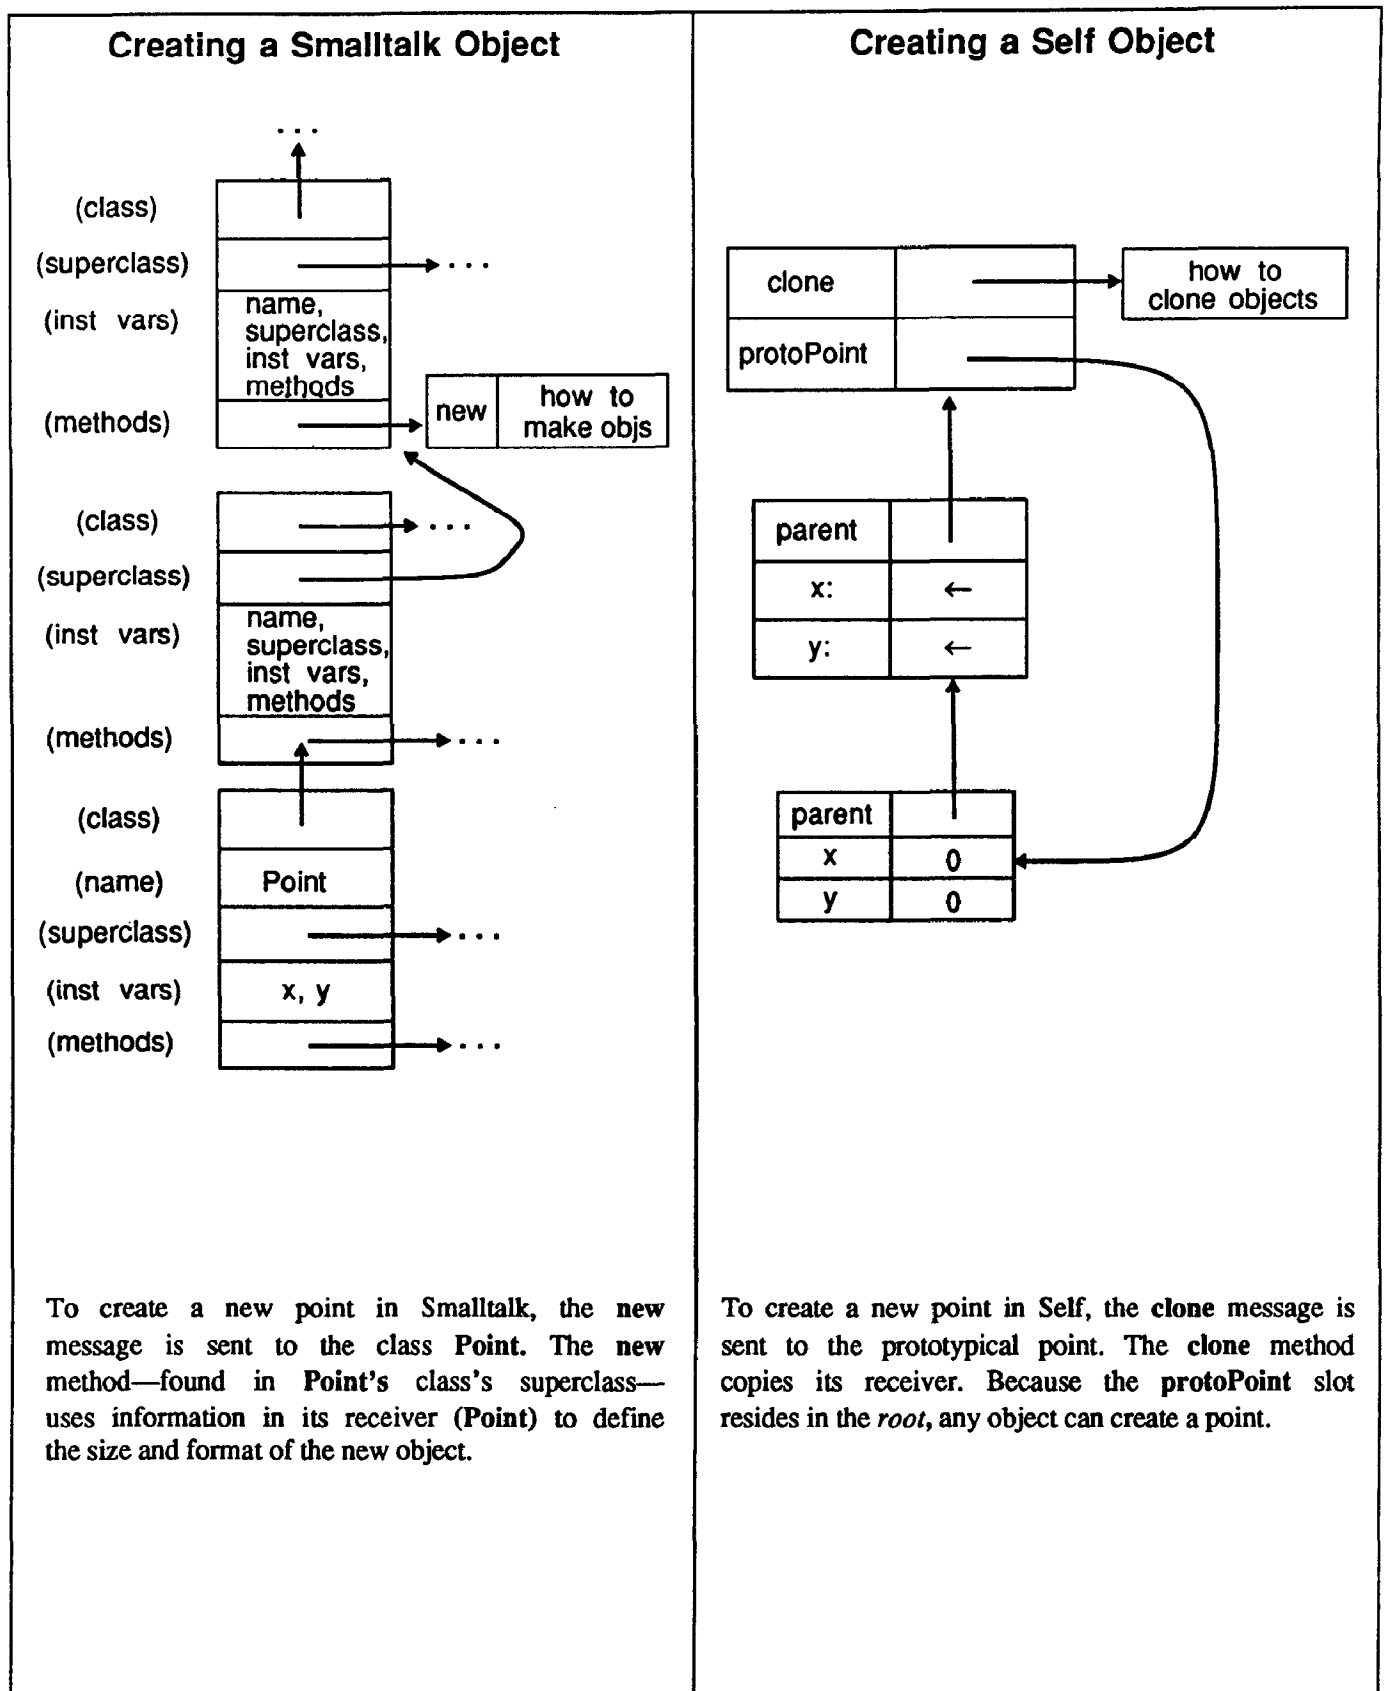 Creating a Smalltalk Object
. . .
(class)
(superclass) . . .
(inst vars) name,
superclass,
inst vars,
methods
(methods) new how to
make objs
(class) . . .
(superclass)
(inst vars) name,
superclass,
inst vars,
methods
(methods) . . .
(class)
(name) Point
(superclass) . . .
(inst vars) x, y
(methods) . . .
To create a new point in Smalltalk, the new
message is sent to the class Point. The new
method—found in Point's class's superclass—
uses information in its receiver (Point) to define
the size and format of the new object.
Creating a Self Object
clone how to
clone objects
protoPoint
parent
x: ←
y: ←
parent
x 0
y 0
To create a new point in Self, the clone message is
sent to the prototypical point. The clone method
copies its receiver. Because the protoPoint slot
resides in the root, any object can create a point.